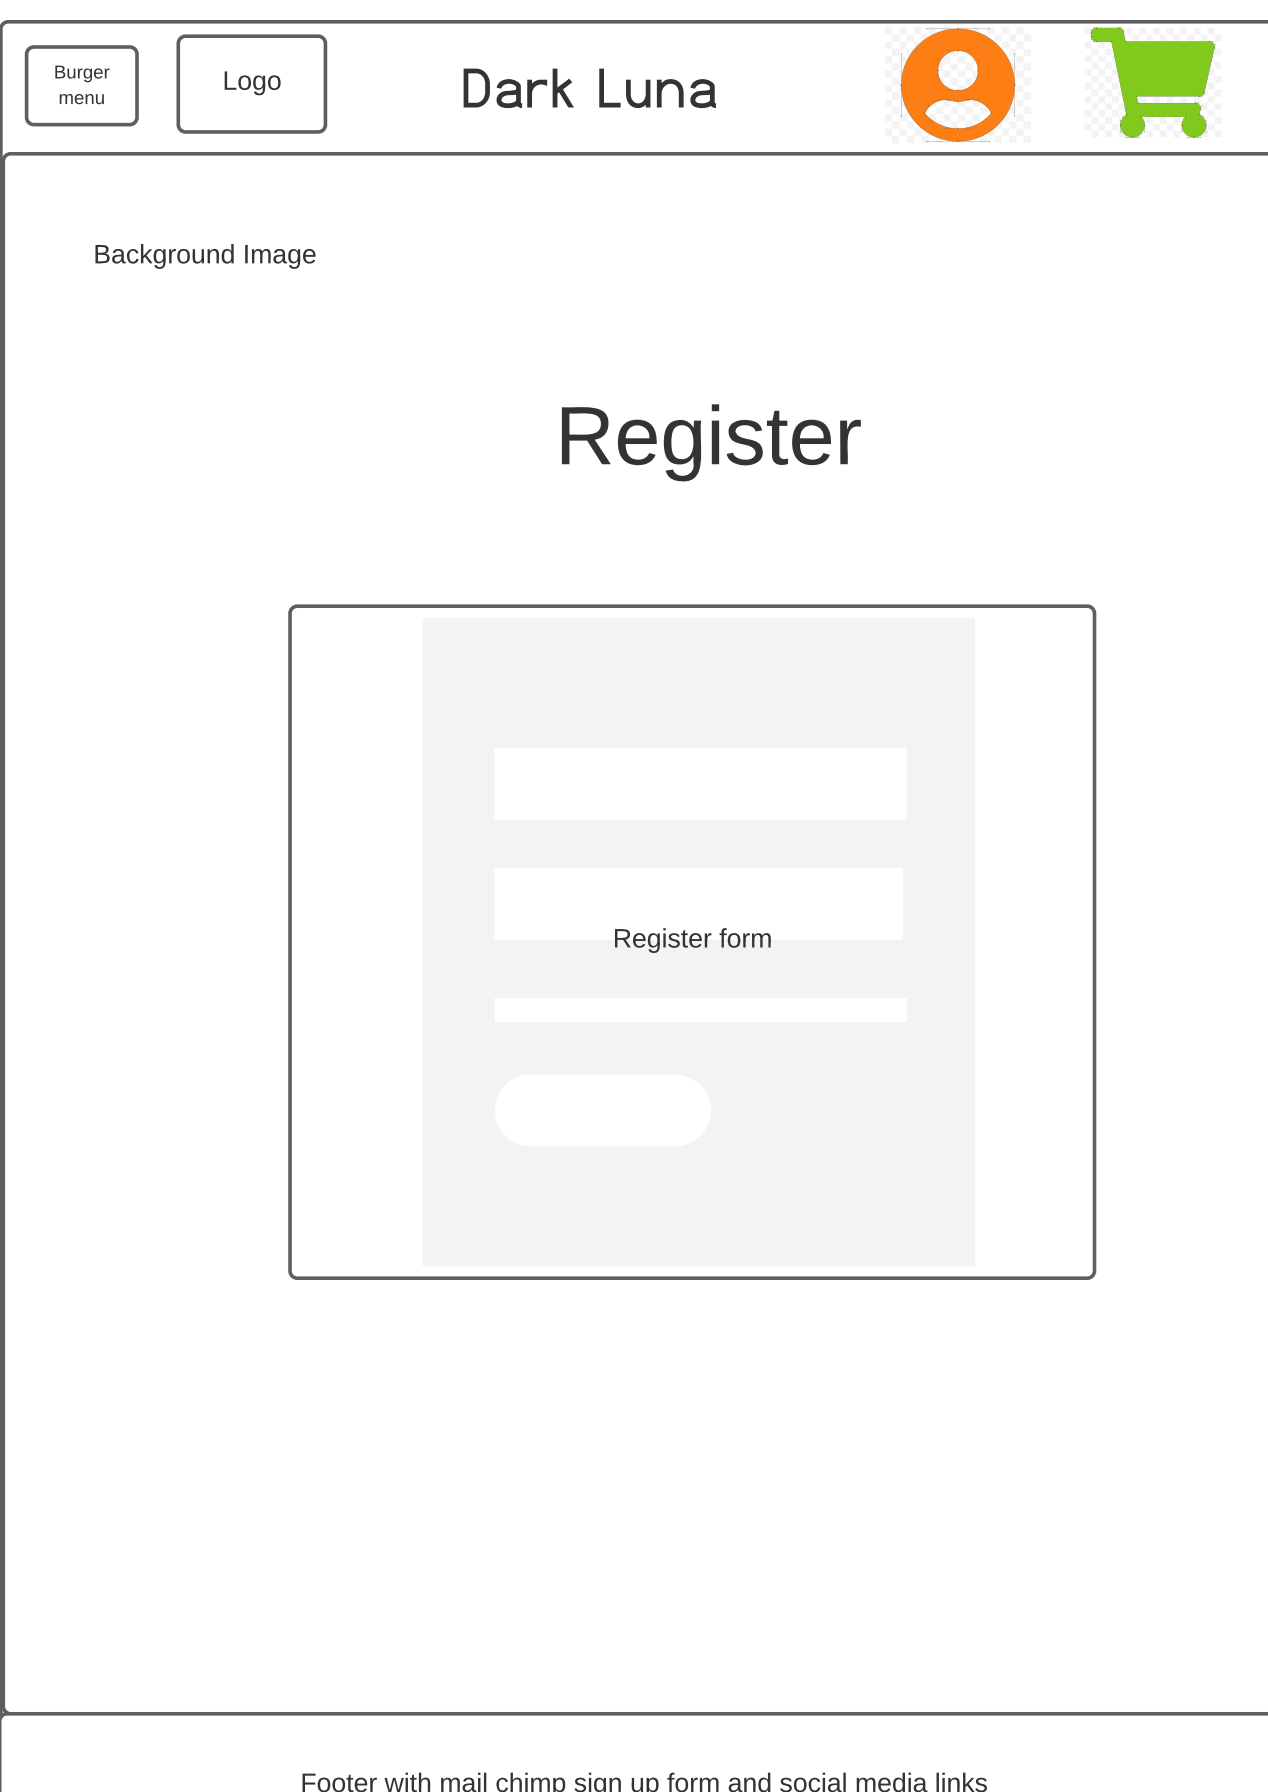 Burger
menu
Logo
Dark Luna
Background Image
Register
Register form
Footer with mail chimp sign up form and social media links